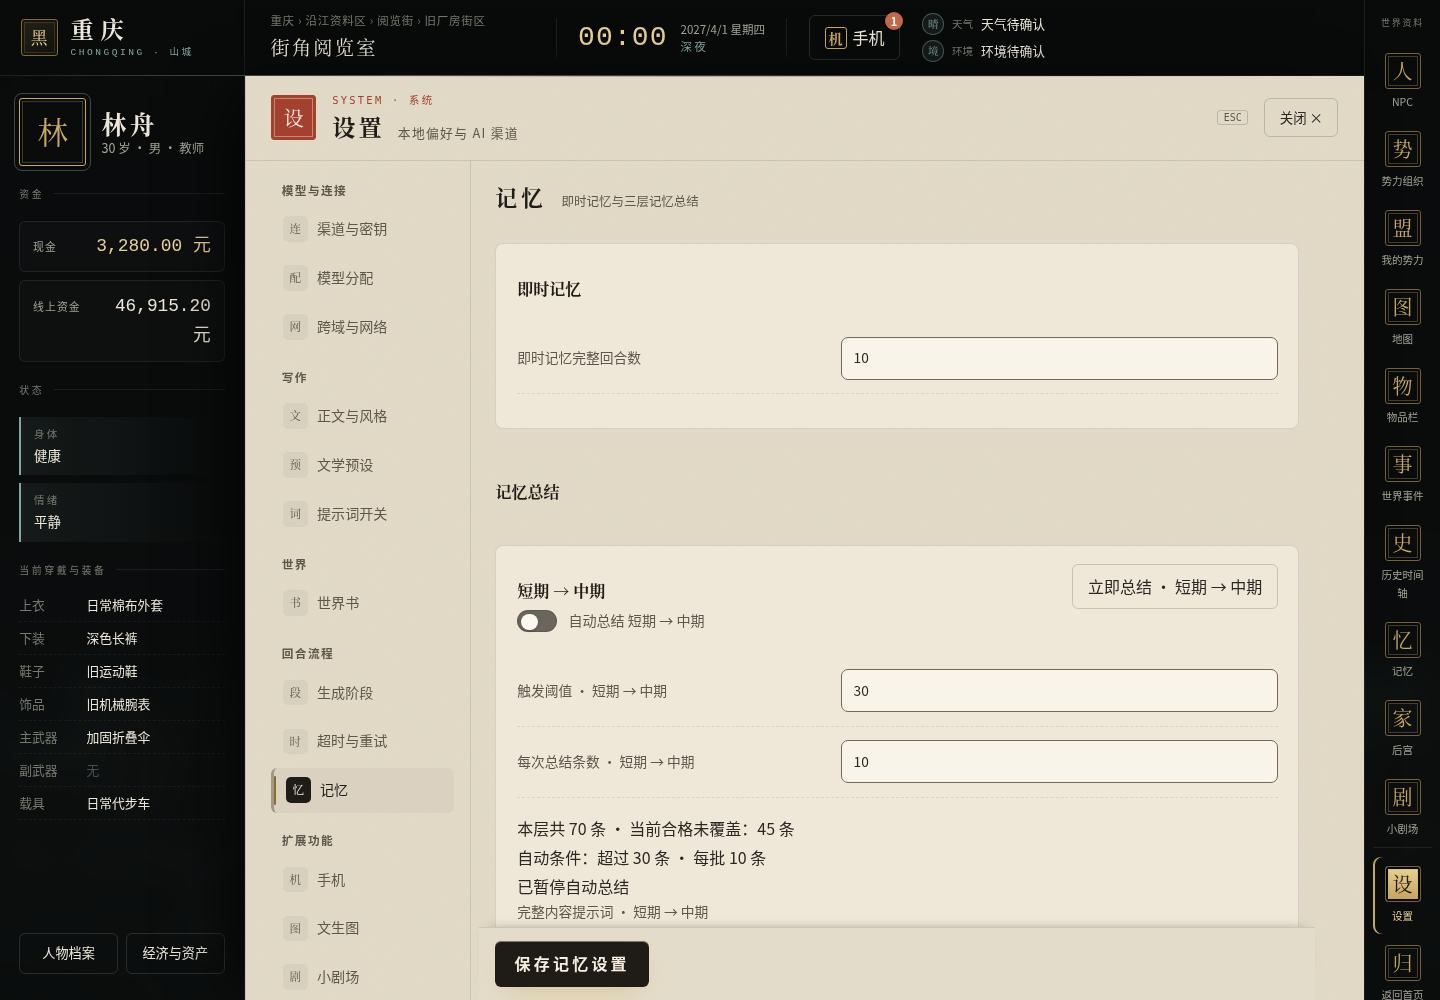 黑
重庆
CHONGQING · 山城
重庆 › 沿江资料区 › 阅览街 › 旧厂房街区
街角阅览室
00:00
2027/4/1 星期四
深夜
机 手机
1
晴 天气 天气待确认
境 环境 环境待确认
林
林舟
30 岁 · 男 · 教师
资金
现金 3,280.00 元
线上资金 46,915.20
元
状态
身体
健康
情绪
平静
当前穿戴与装备
上衣 日常棉布外套
下装 深色长裤
鞋子 旧运动鞋
饰品 旧机械腕表
主武器 加固折叠伞
副武器 无
载具 日常代步车
人物档案
经济与资产
设
SYSTEM · 系统
设置 本地偏好与 AI 渠道
ESC
关闭 ×
模型与连接
连 渠道与密钥
配 模型分配
网 跨域与网络
写作
文 正文与风格
预 文学预设
词 提示词开关
世界
书 世界书
回合流程
段 生成阶段
时 超时与重试
忆 记忆
扩展功能
机 手机
图 文生图
剧 小剧场
记忆 即时记忆与三层记忆总结
即时记忆
即时记忆完整回合数 10
记忆总结
短期 → 中期
立即总结 · 短期 → 中期
自动总结 短期 → 中期
触发阈值 · 短期 → 中期 30
每次总结条数 · 短期 → 中期 10
本层共 70 条 · 当前合格未覆盖：45 条
自动条件：超过 30 条 · 每批 10 条
已暂停自动总结
完整内容提示词 · 短期 → 中期
保存记忆设置
世界资料
人
NPC
势
势力组织
盟
我的势力
图
地图
物
物品栏
事
世界事件
史
历史时间
轴
忆
记忆
家
后宫
剧
小剧场
设
设置
归
返回首页